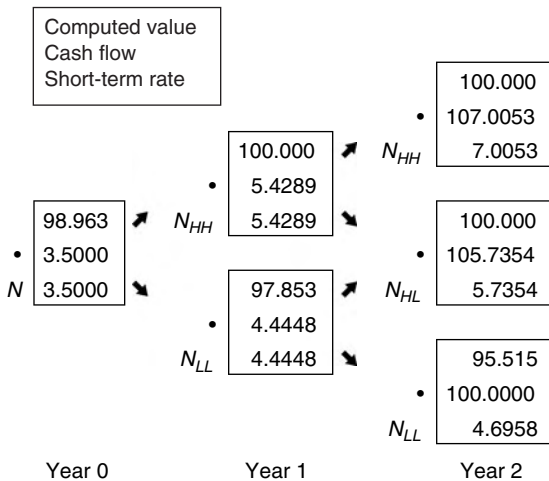 Computed value
Cash flow
Short-term rate
98.963
3.5000
N 3.5000
100.000
5.4289
N_HH 5.4289
97.853
4.4448
N_LL 4.4448
100.000
107.0053
N_HH 7.0053
100.000
105.7354
N_HL 5.7354
95.515
100.0000
N_LL 4.6958
Year 0 Year 1 Year 2